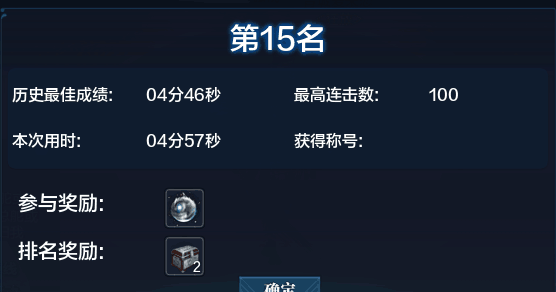 第15名
历史最佳成绩: 04分46秒 最高连击数: 100
本次用时: 04分57秒 获得称号:
参与奖励:
排名奖励: 2
确定